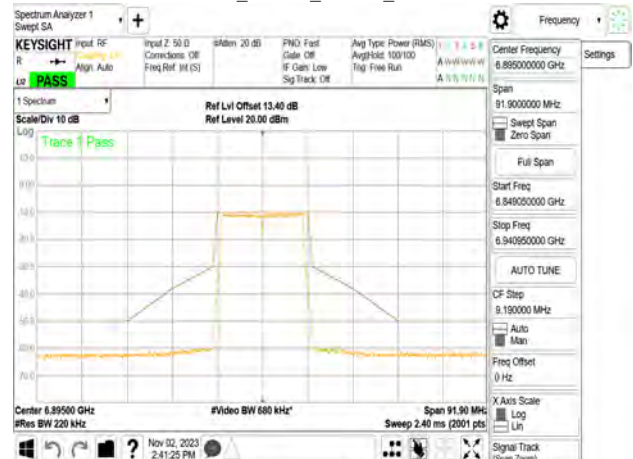 Spectrum Analyzer 1
Swept SA
+
Frequency
KEYSIGHT
R
PASS
Input: RF
Align: Auto
Input Z: 50 Ω
Corrections: Off
Freq Ref: Int (S)
#Atten: 20 dB
PNO: Fast
Gate: Off
IF Gain: Low
Sig Track: Off
Avg Type: Power (RMS)
Avg|Hold: 100/100
Trig: Free Run
A W W W W W
A N N N N N
1 Spectrum
Scale/Div 10 dB
Ref Lvl Offset 13.40 dB
Ref Level 20.00 dBm
Log
Trace 1 Pass
Center 6.89500 GHz
#Video BW 680 kHz*
Span 91.90 MHz
#Res BW 220 kHz
Sweep 2.40 ms (2001 pts
Nov 02, 2023
2:41:25 PM
?
Settings
Center Frequency
6.895000000 GHz
Span
91.9000000 MHz
Swept Span
Zero Span
Full Span
Start Freq
6.849050000 GHz
Stop Freq
6.940950000 GHz
AUTO TUNE
CF Step
9.190000 MHz
Auto
Man
Freq Offset
0 Hz
X Axis Scale
Log
Lin
Signal Track
(Span Zoom)